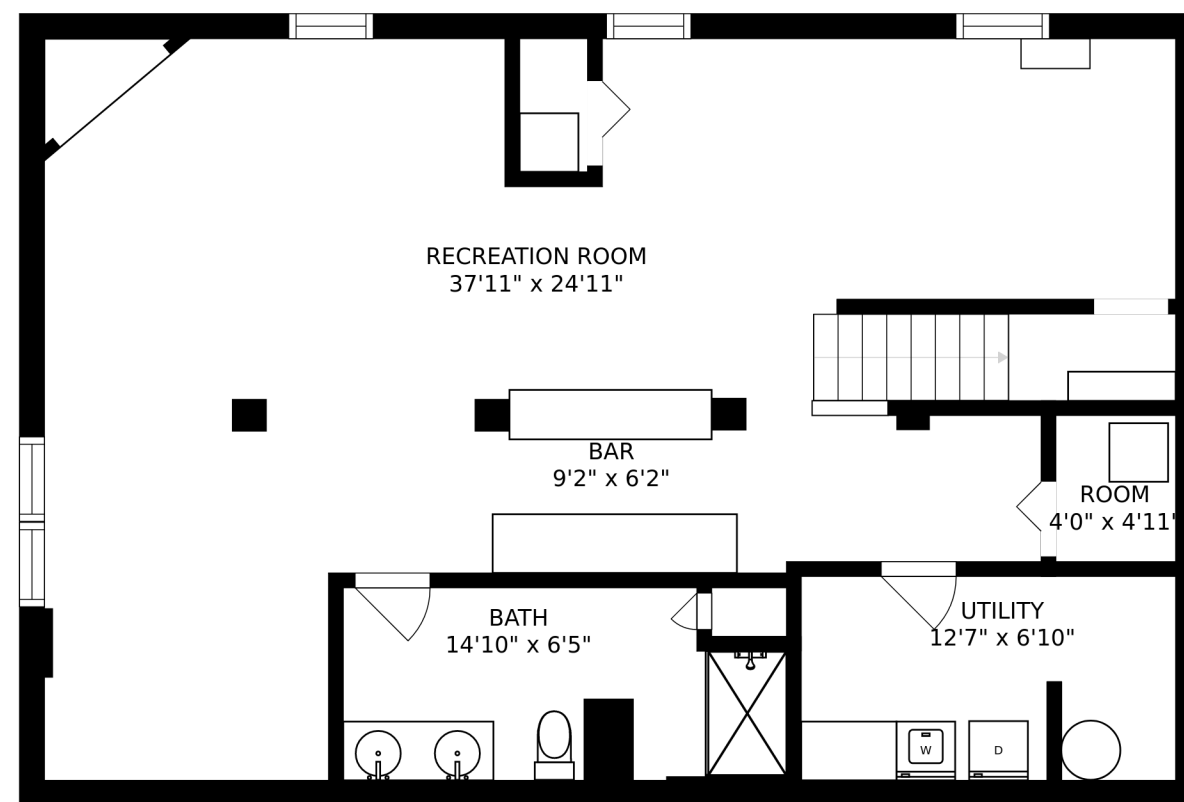 RECREATION ROOM
37'11" x 24'11"
BAR
9'2" x 6'2"
ROOM
4'0" x 4'11"
BATH
14'10" x 6'5"
UTILITY
12'7" x 6'10"
W
D